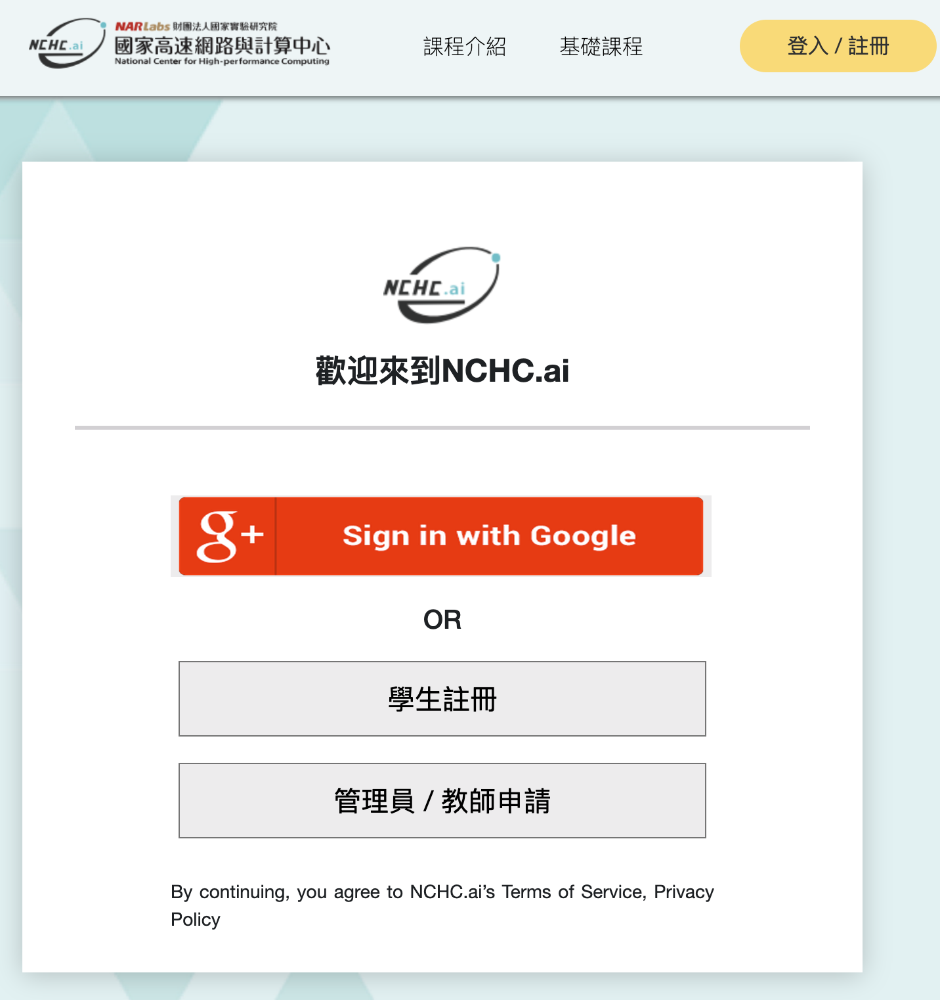 NCHC.ai
NARLabs 財團法人國家實驗研究院
國家高速網路與計算中心
National Center for High-performance Computing
課程介紹
基礎課程
登入 / 註冊
NCHC.ai
歡迎來到NCHC.ai
g+
Sign in with Google
OR
學生註冊
管理員 / 教師申請
By continuing, you agree to NCHC.ai’s Terms of Service, Privacy
Policy